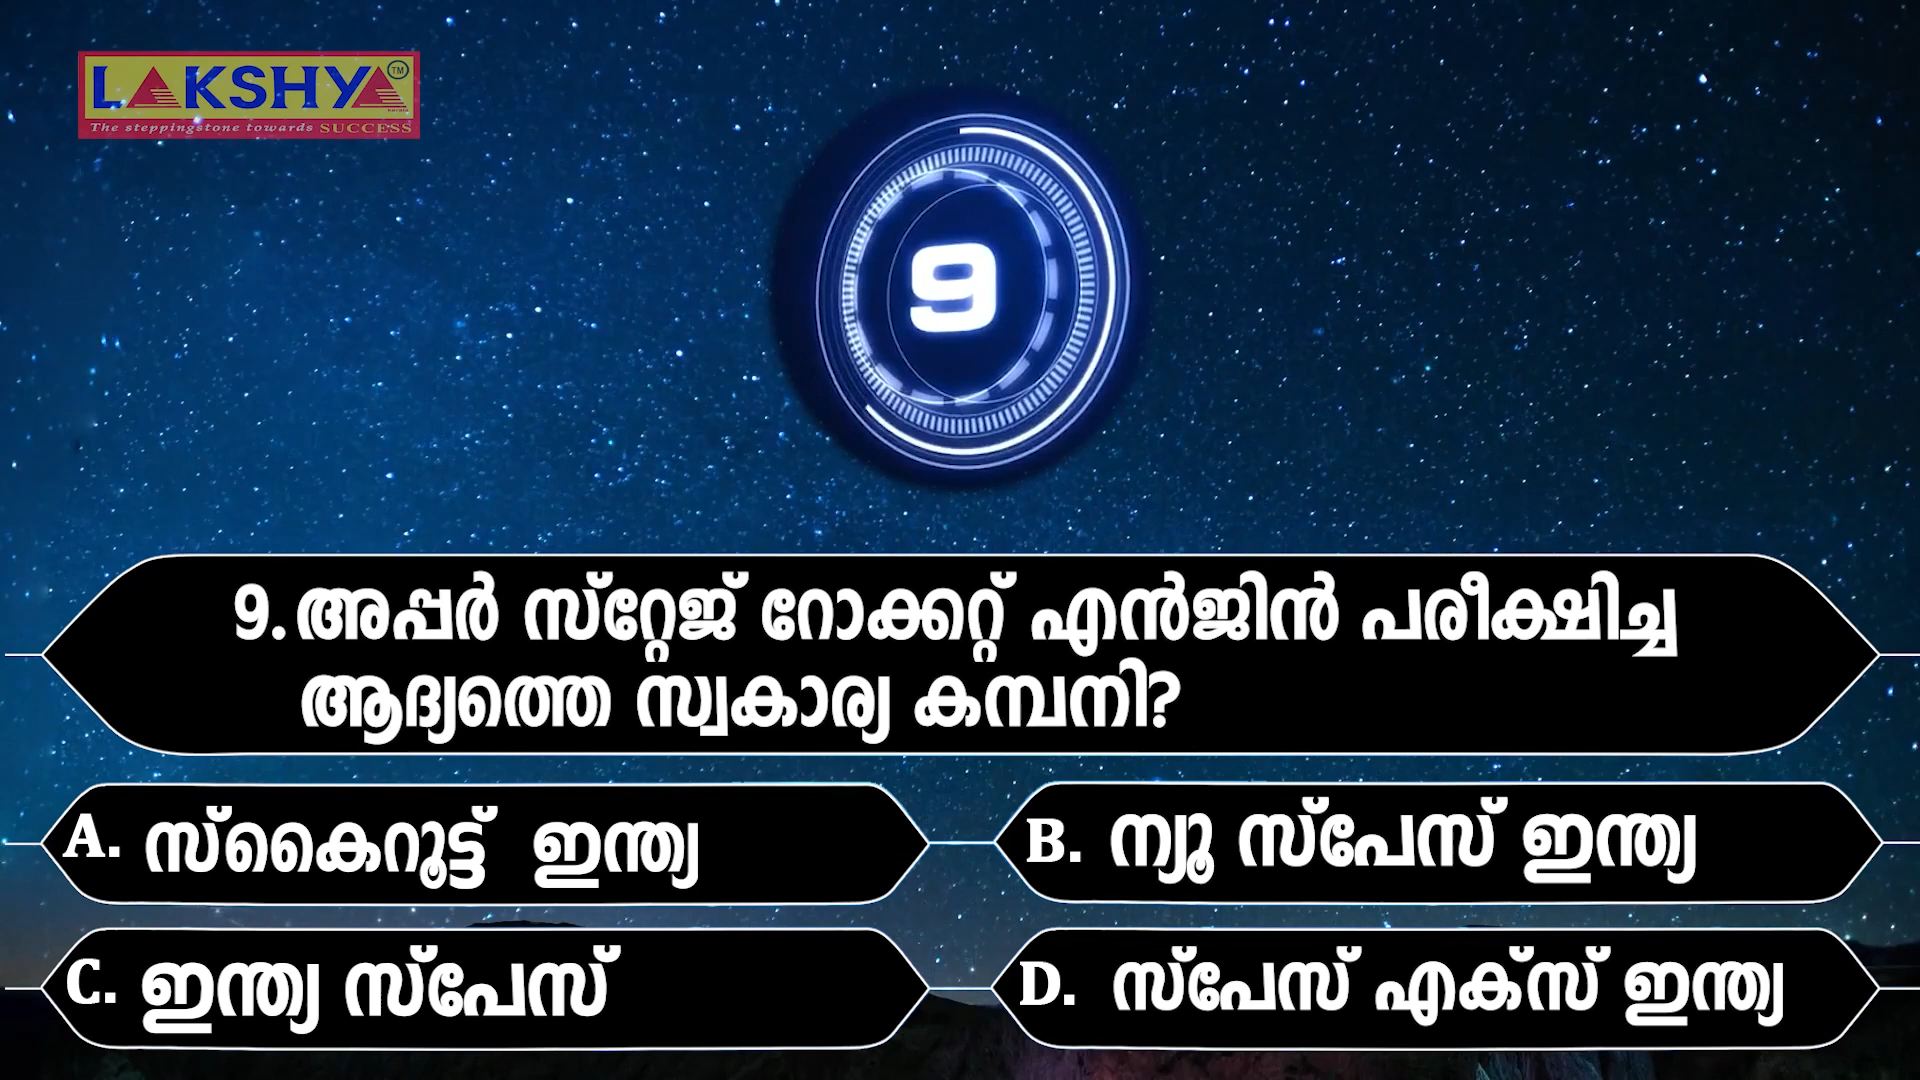 LAKSHYA™
The steppingstone towards SUCCESS
9
9. അപ്പർ സ്റ്റേജ് റോക്കറ്റ് എൻജിൻ പരീക്ഷിച്ച
ആദ്യത്തെ സ്വകാര്യ കമ്പനി?
A. സ്കൈറൂട്ട് ഇന്ത്യ
B. ന്യൂ സ്പേസ് ഇന്ത്യ
C. ഇന്ത്യ സ്പേസ്
D. സ്പേസ് എക്സ് ഇന്ത്യ